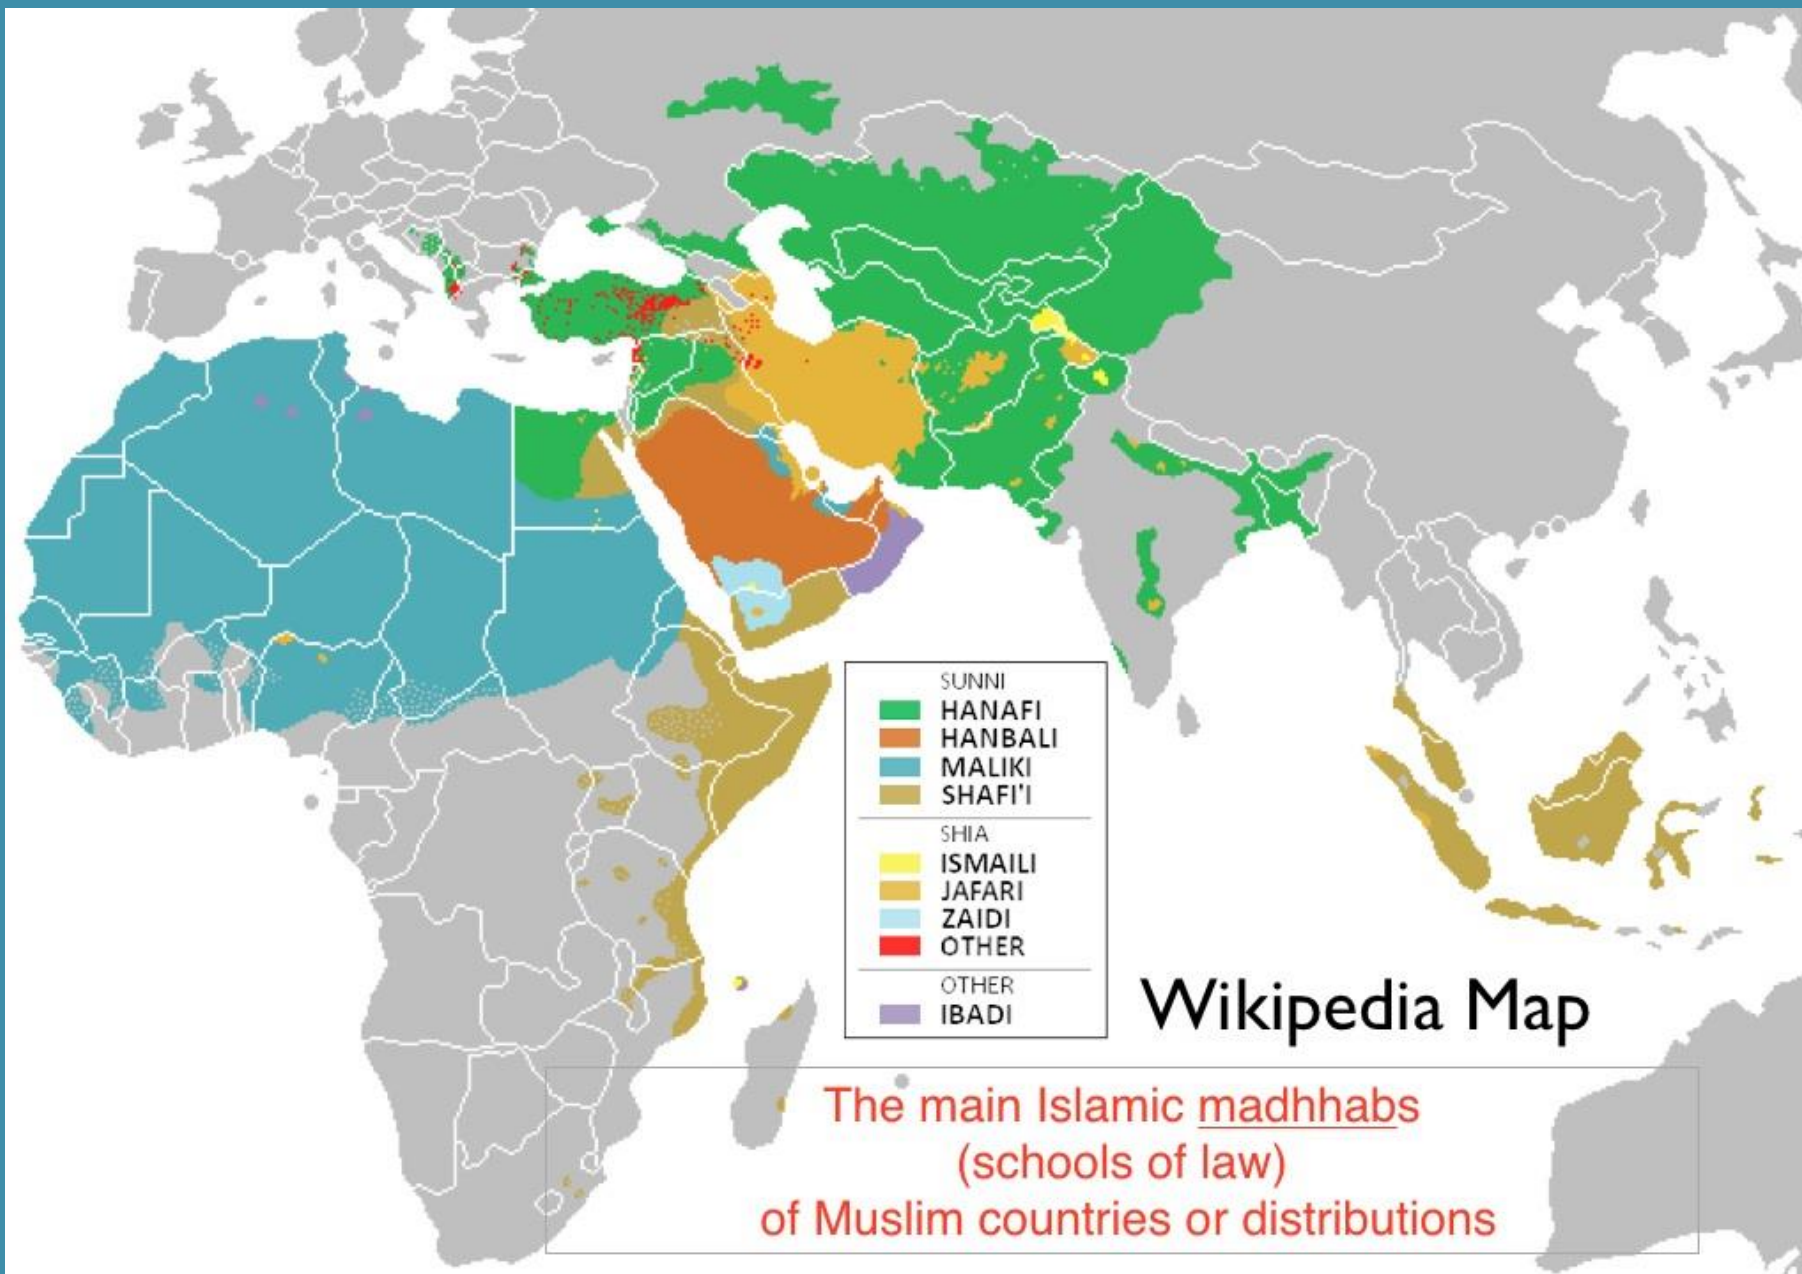 SUNNI
HANAFI
HANBALI
MALIKI
SHAFI'I
SHIA
ISMAILI
JAFARI
ZAIDI
OTHER
OTHER
IBADI
Wikipedia Map
The main Islamic madhhabs
(schools of law)
of Muslim countries or distributions